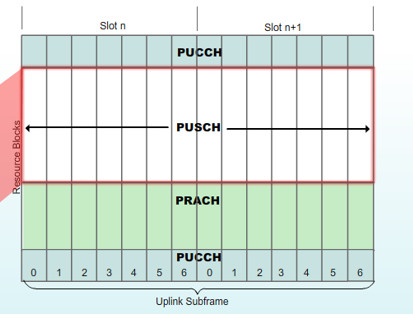 Slot n
Slot n+1
PUCCH
PUSCH
Resource Blocks
PRACH
PUCCH
0 1 2 3 4 5 6 0 1 2 3 4 5 6
Uplink Subframe